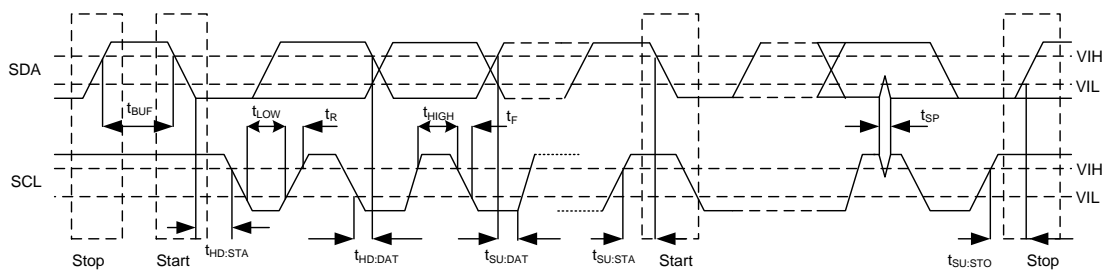 SDA
VIH
VIL
tBUF
tLOW
tR
tHIGH
tF
tSP
SCL
VIH
VIL
tHD:STA
tHD:DAT
tSU:DAT
tSU:STA
tSU:STO
Stop
Start
Start
Stop